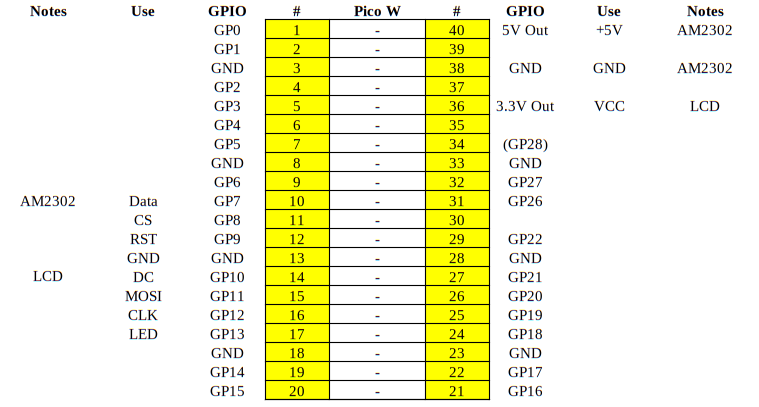 Notes Use GPIO # Pico W # GPIO Use Notes
GP0 1 - 40 5V Out +5V AM2302
GP1 2 - 39
GND 3 - 38 GND GND AM2302
GP2 4 - 37
GP3 5 - 36 3.3V Out VCC LCD
GP4 6 - 35
GP5 7 - 34 (GP28)
GND 8 - 33 GND
GP6 9 - 32 GP27
AM2302 Data GP7 10 - 31 GP26
CS GP8 11 - 30
RST GP9 12 - 29 GP22
GND GND 13 - 28 GND
LCD DC GP10 14 - 27 GP21
MOSI GP11 15 - 26 GP20
CLK GP12 16 - 25 GP19
LED GP13 17 - 24 GP18
GND 18 - 23 GND
GP14 19 - 22 GP17
GP15 20 - 21 GP16